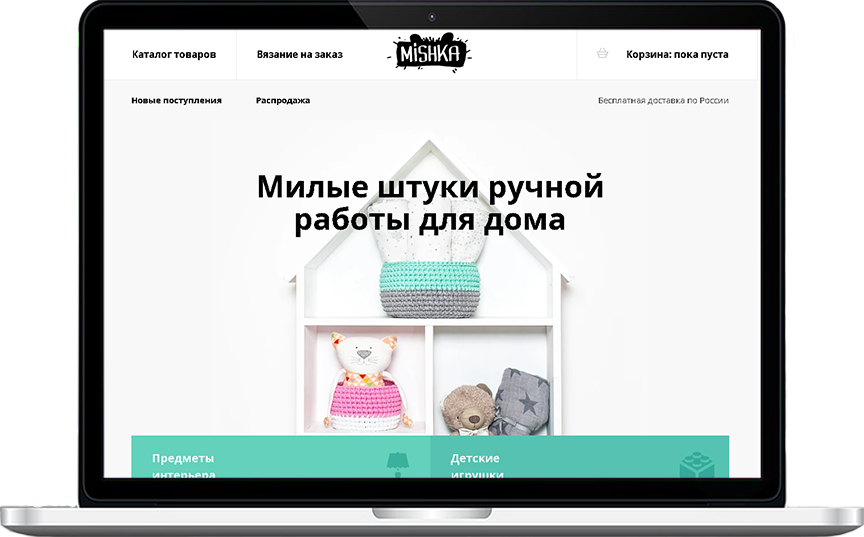 Каталог товаров
Вязание на заказ
MiSHKA
Корзина: пока пуста
Новые поступления
Распродажа
Бесплатная доставка по России
Милые штуки ручной
работы для дома
Предметы
интерьера
Детские
игрушки